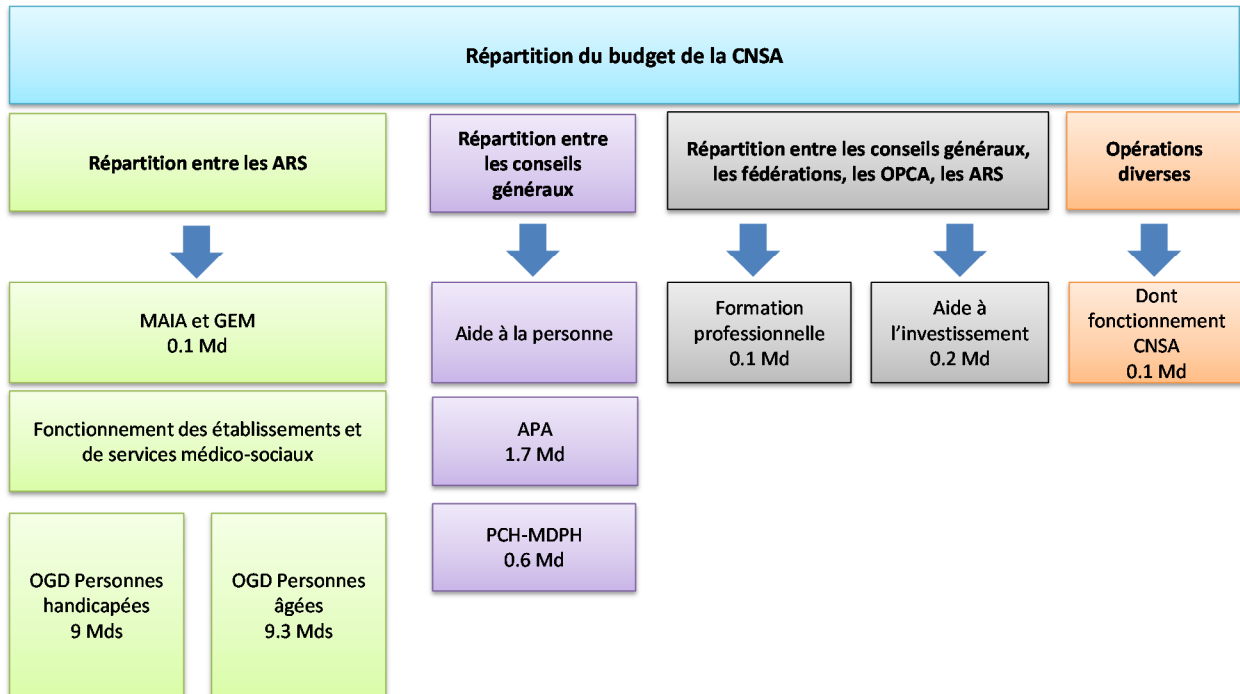 Répartition du budget de la CNSA
Répartition entre les ARS
Répartition entre
les conseils
généraux
Répartition entre les conseils généraux,
les fédérations, les OPCA, les ARS
Opérations
diverses
MAIA et GEM
0.1 Md
Aide à la personne
Formation
professionnelle
0.1 Md
Aide à
l’investissement
0.2 Md
Dont
fonctionnement
CNSA
0.1 Md
Fonctionnement des établissements et
de services médico-sociaux
APA
1.7 Md
PCH-MDPH
0.6 Md
OGD Personnes
handicapées
9 Mds
OGD Personnes
âgées
9.3 Mds